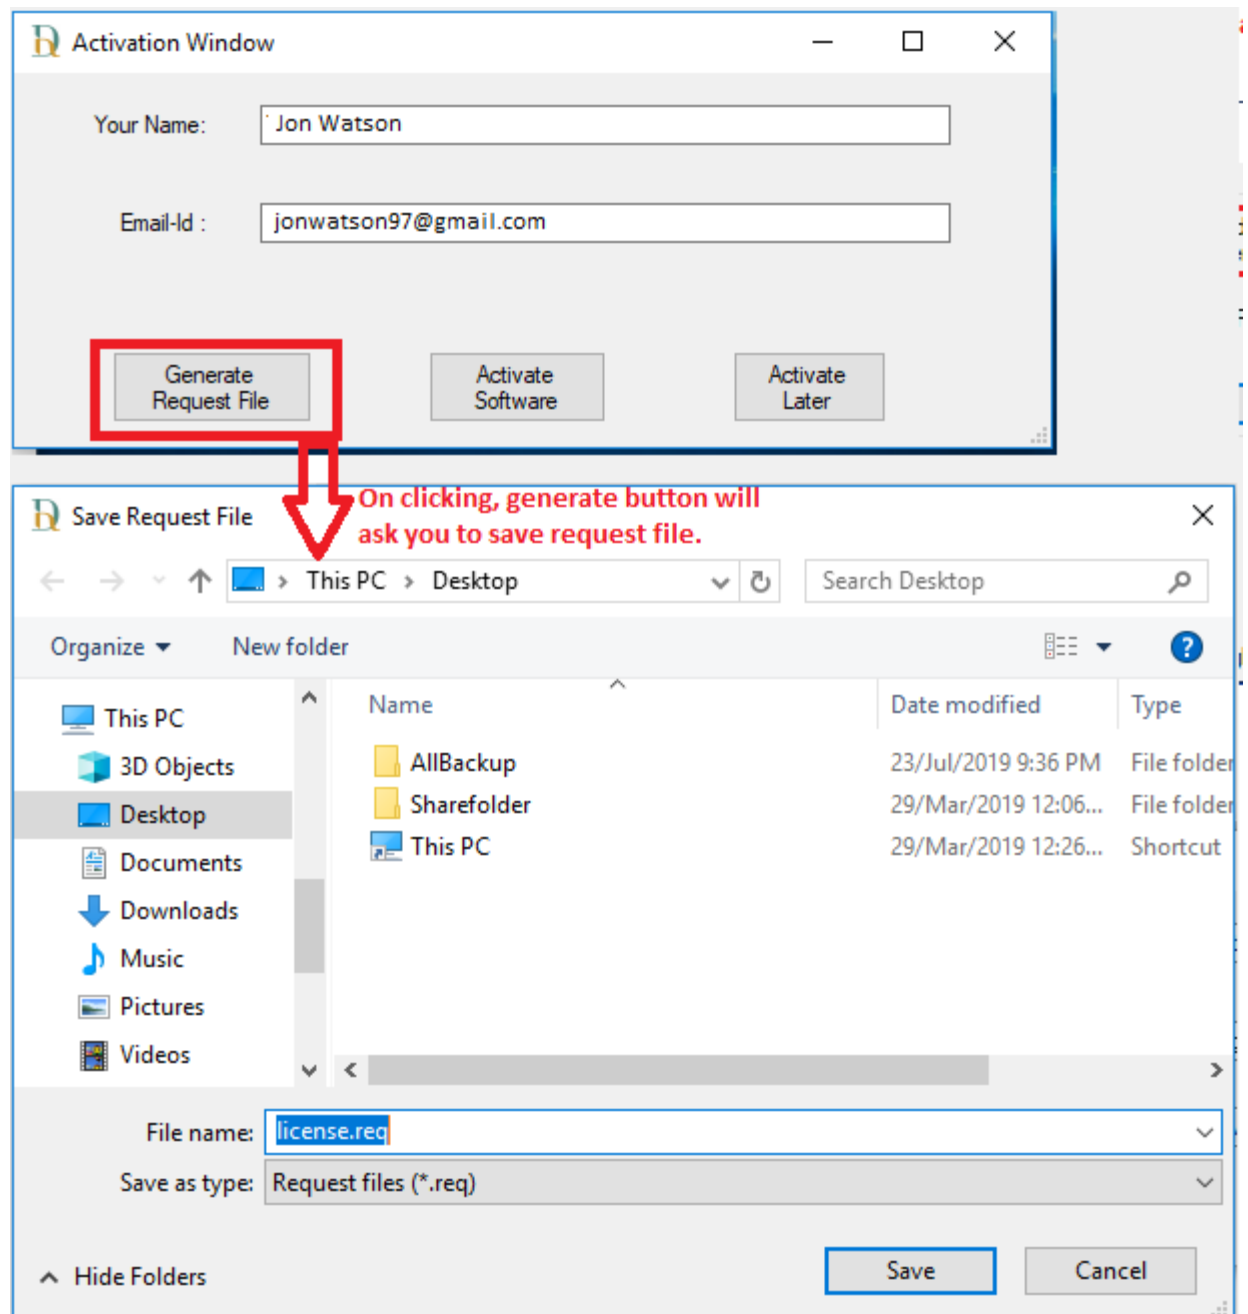 Activation Window
Your Name:
Jon Watson
Email-Id :
jonwatson97@gmail.com
Generate
Request File
Activate
Software
Activate
Later
On clicking, generate button will
ask you to save request file.
Save Request File
This PC > Desktop
Search Desktop
Organize
New folder
Name Date modified Type
This PC
3D Objects
Desktop
Documents
Downloads
Music
Pictures
Videos
AllBackup 23/Jul/2019 9:36 PM File folder
Sharefolder 29/Mar/2019 12:06... File folder
This PC 29/Mar/2019 12:26... Shortcut
File name: license.req
Save as type: Request files (*.req)
Hide Folders
Save
Cancel